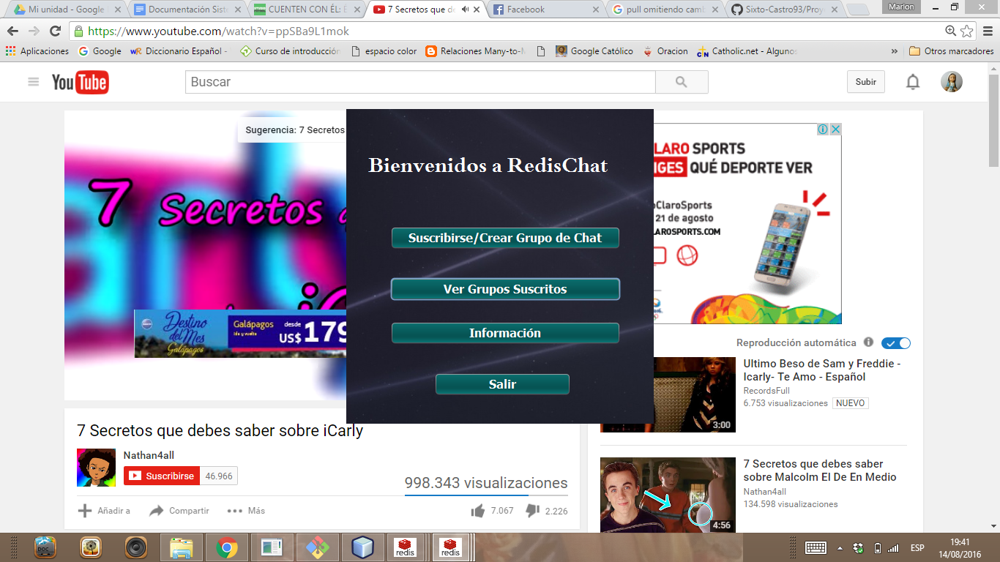 Mi unidad - Google
Documentación Sist
CUENTEN CON ÉL: E
7 Secretos que d
Facebook
pull omitiendo camb
Sixto-Castro93/Proye
Marlon
https://www.youtube.com/watch?v=ppSBa9L1mok
Aplicaciones
Google
Diccionario Español -
Curso de introducción
espacio color
Relaciones Many-to-M
Google Católico
Oracion
Catholic.net - Algunos
»
Otros marcadores
YouTube
Buscar
Subir
Sugerencia: 7 Secretos
7 Secretos
Destino
del Mes
Galápagos
Galápagos
ida y vuelta
desde
US$ 179
Bienvenidos a RedisChat
Suscribirse/Crear Grupo de Chat
Ver Grupos Suscritos
Información
Salir
LARO SPORTS
IGES QUÉ DEPORTE VER
oClaroSports
21 de agosto
LAROSPORTS.COM
Reproducción automática
Ultimo Beso de Sam y Freddie -
Icarly- Te Amo - Español
RecordsFull
6.753 visualizaciones NUEVO
3:00
7 Secretos que debes saber
sobre Malcolm El De En Medio
Nathan4all
134.598 visualizaciones
4:56
7 Secretos que debes saber sobre iCarly
Nathan4all
Suscribirse 46.966
998.343 visualizaciones
Añadir a
Compartir
Más
7.067
2.226
DOC
redis
redis
ESP
19:41
14/08/2016